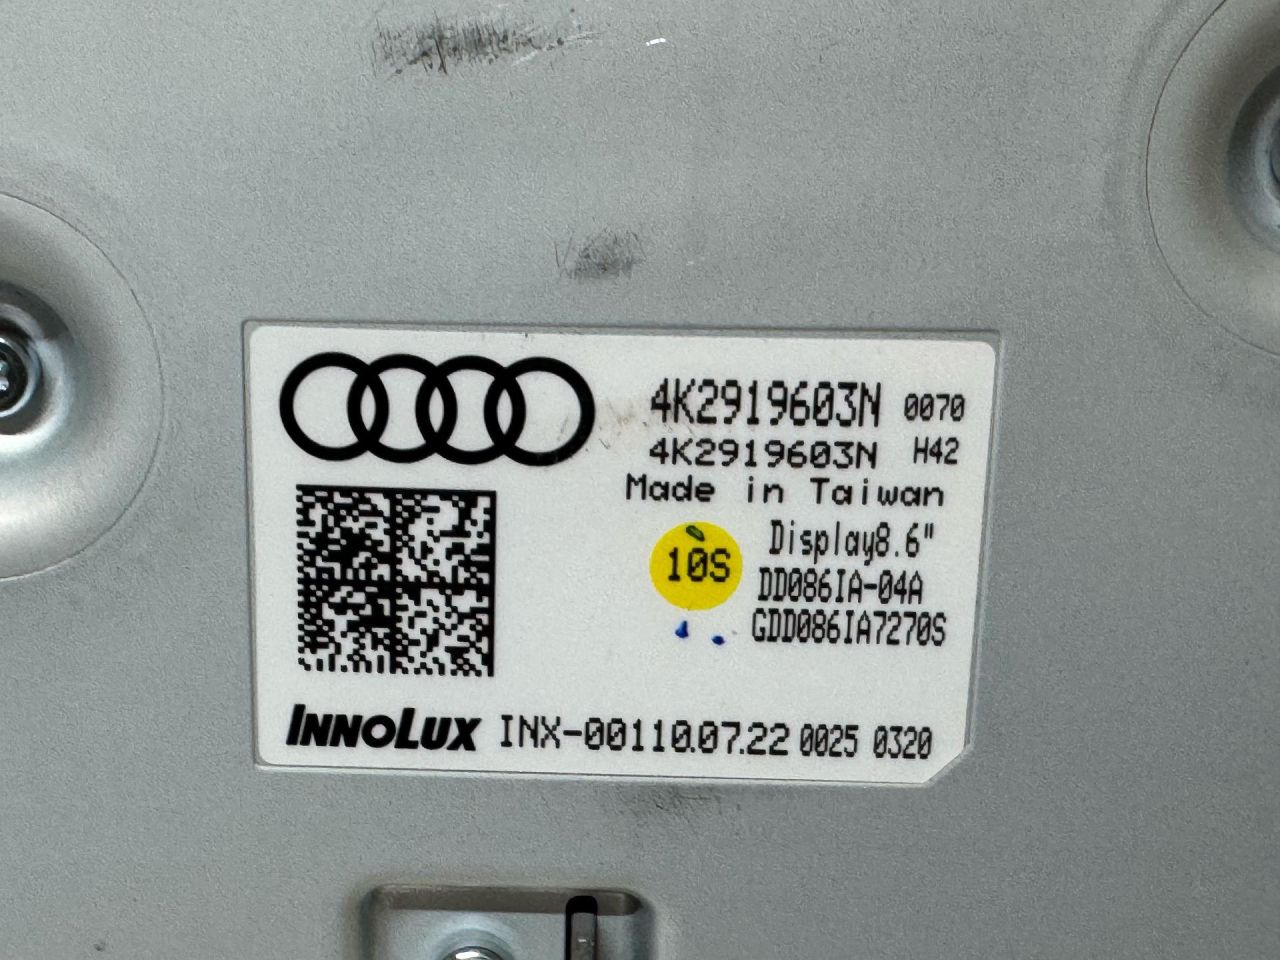 4K2919603N 0070
4K2919603N H42
Made in Taiwan
Display8.6"
10S
DD086IA-04A
GDD086IA7270S
INNOLUX INX-00110.07.22 0025 0320